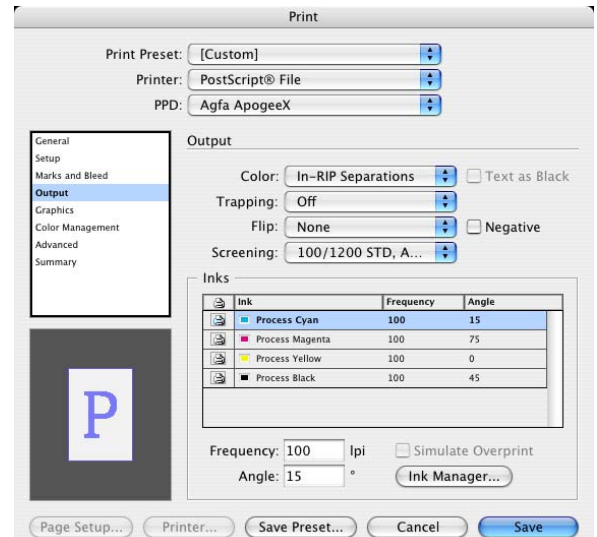 Print
Print Preset: [Custom]
Printer: PostScript® File
PPD: Agfa ApogeeX
General
Setup
Marks and Bleed
Output
Graphics
Color Management
Advanced
Summary
Output
Color: In-RIP Separations Text as Black
Trapping: Off
Flip: None Negative
Screening: 100/1200 STD, A...
Inks
Ink Frequency Angle
Process Cyan 100 15
Process Magenta 100 75
Process Yellow 100 0
Process Black 100 45
P
Frequency: 100 lpi Simulate Overprint
Angle: 15 ° Ink Manager...
Page Setup... Printer... Save Preset... Cancel Save